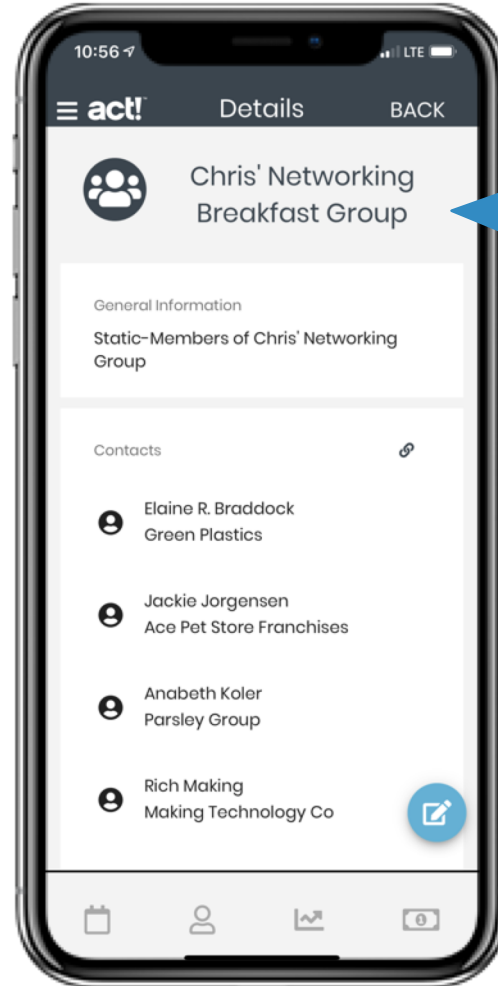 10:56 LTE
act! Details BACK
Chris' Networking
Breakfast Group
General Information
Static-Members of Chris' Networking
Group
Contacts
Elaine R. Braddock
Green Plastics
Jackie Jorgensen
Ace Pet Store Franchises
Anabeth Koler
Parsley Group
Rich Making
Making Technology Co